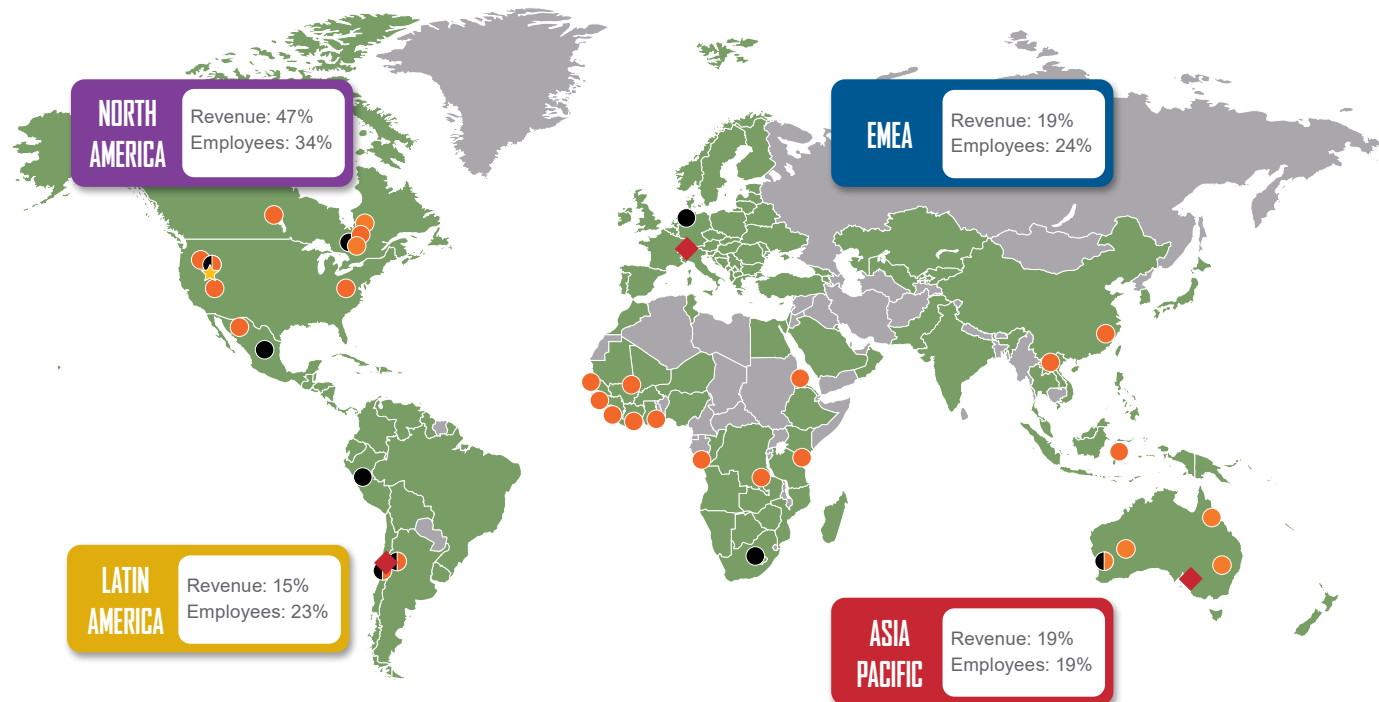 NORTH
AMERICA
Revenue: 47%
Employees: 34%
EMEA
Revenue: 19%
Employees: 24%
LATIN
AMERICA
Revenue: 15%
Employees: 23%
ASIA
PACIFIC
Revenue: 19%
Employees: 19%